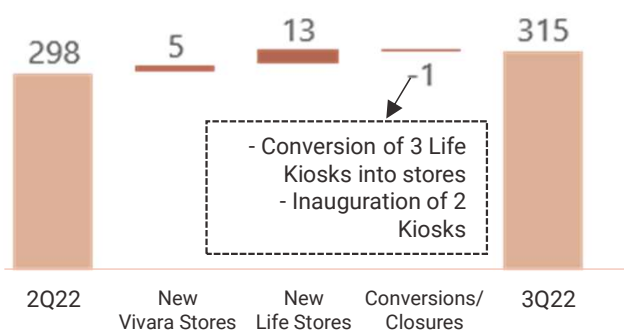 298
5
13
-1
315
- Conversion of 3 Life
Kiosks into stores
- Inauguration of 2
Kiosks
2Q22
New
Vivara Stores
New
Life Stores
Conversions/
Closures
3Q22